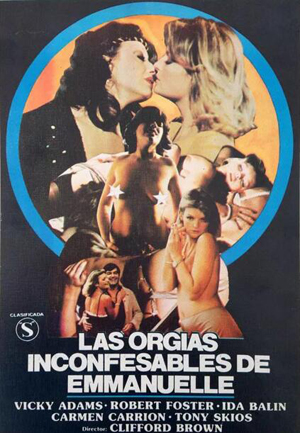 CLASIFICADA
S
LAS ORGIAS
INCONFESABLES DE
EMMANUELLE
VICKY ADAMS · ROBERT FOSTER · IDA BALIN
CARMEN CARRION · TONY SKIOS
Director: CLIFFORD BROWN